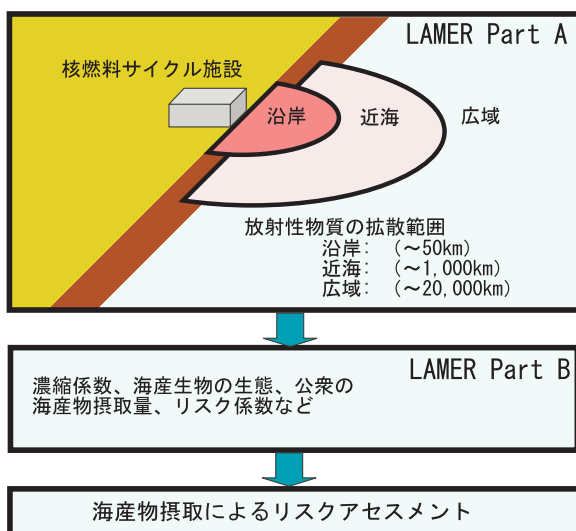 LAMER Part A
核燃料サイクル施設
沿岸
近海
広域
放射性物質の拡散範囲
沿岸: (～50km)
近海: (～1,000km)
広域: (～20,000km)
LAMER Part B
濃縮係数、海産生物の生態、公衆の
海産物摂取量、リスク係数など
海産物摂取によるリスクアセスメント